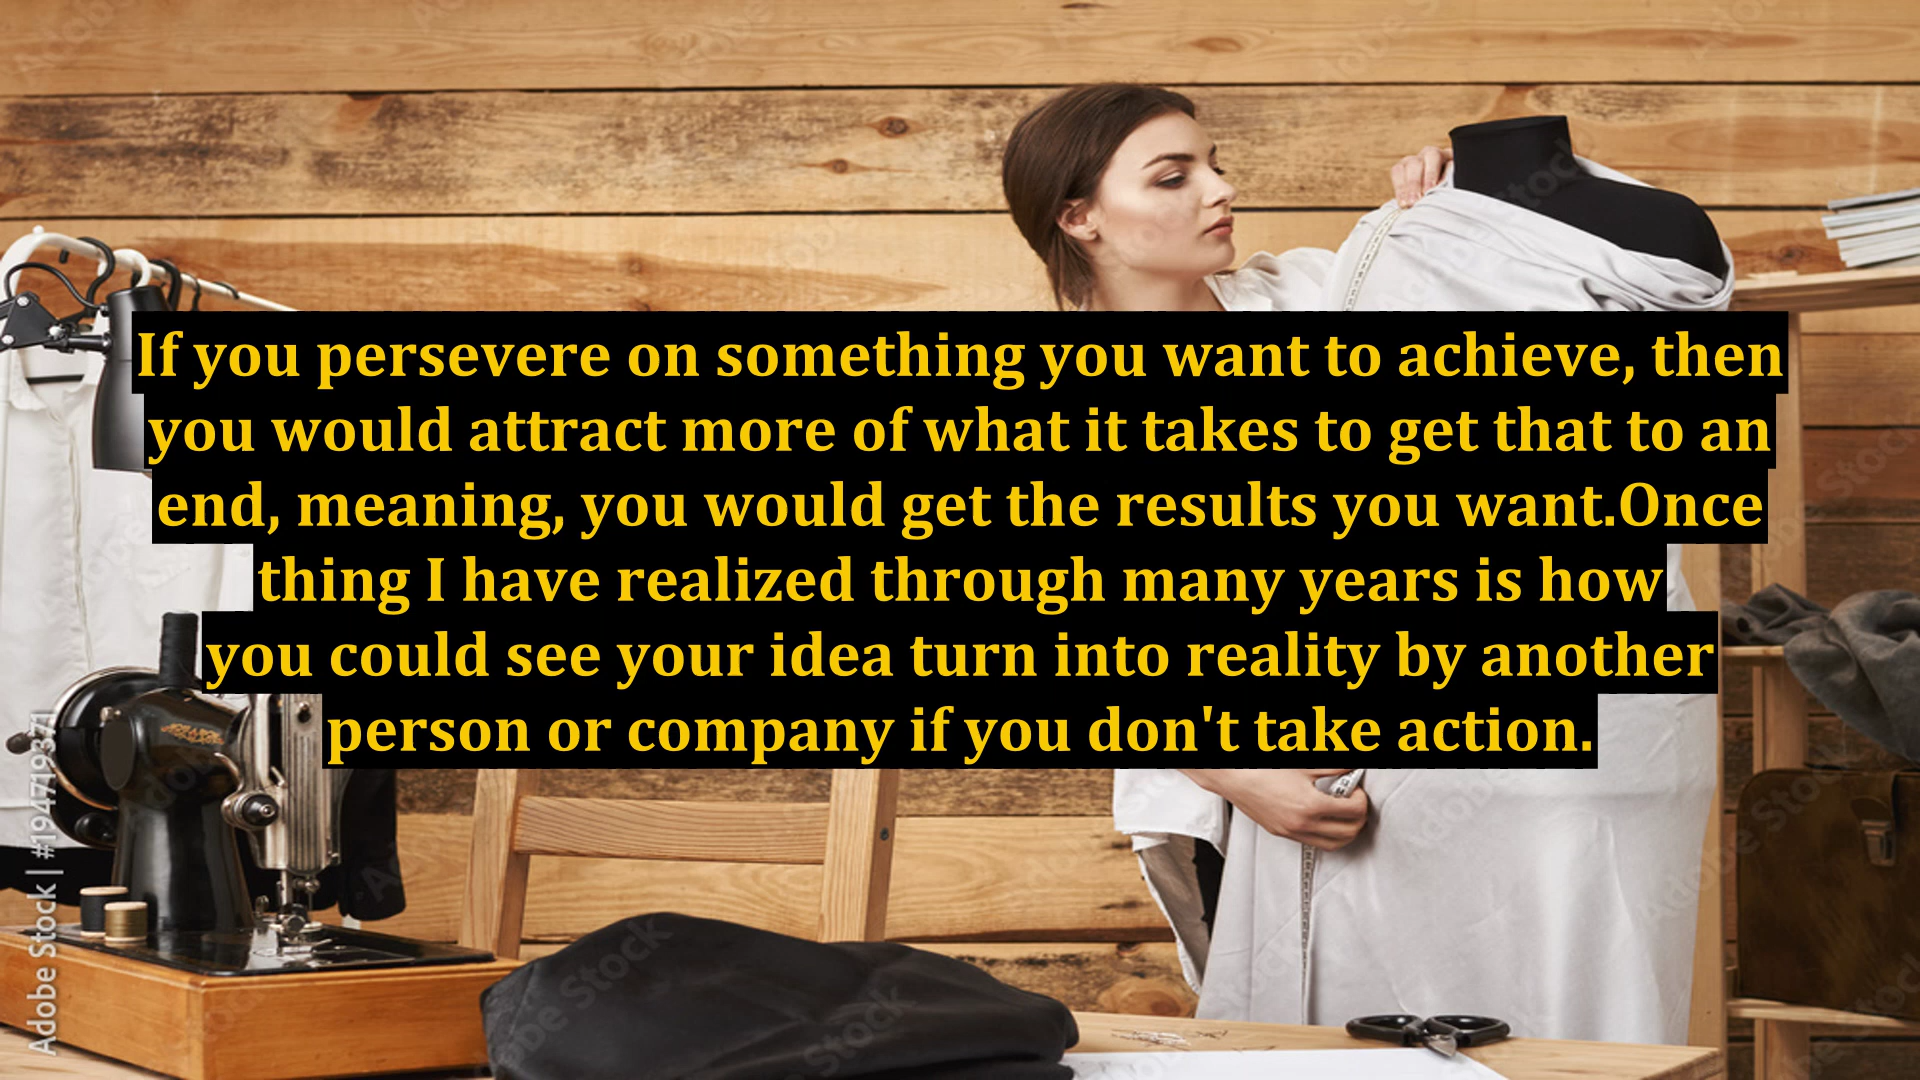 If you persevere on something you want to achieve, then
you would attract more of what it takes to get that to an
end, meaning, you would get the results you want.Once
thing I have realized through many years is how
you could see your idea turn into reality by another
person or company if you don't take action.
Adobe Stock | #194719371